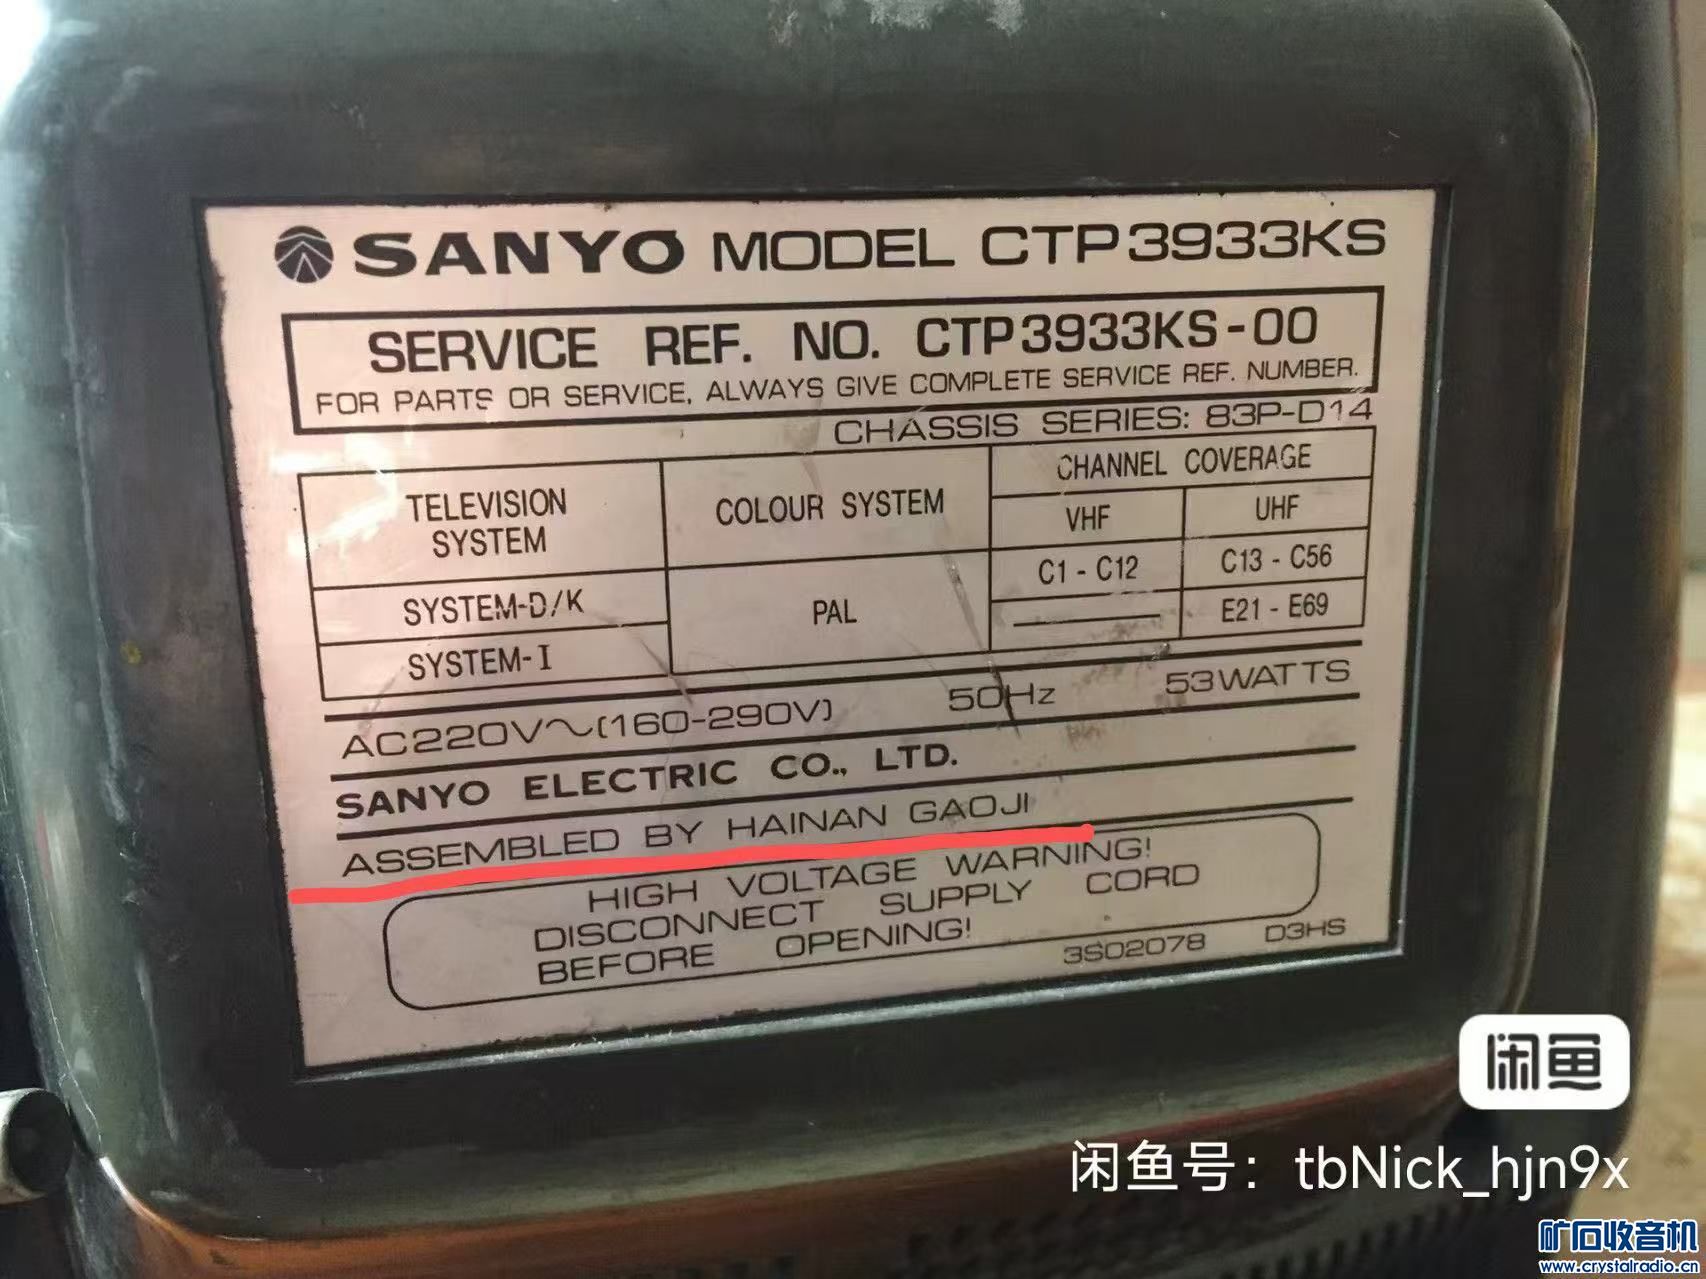 SANYO MODEL CTP3933KS
SERVICE REF. NO. CTP3933KS-00
FOR PARTS OR SERVICE, ALWAYS GIVE COMPLETE SERVICE REF. NUMBER.
CHASSIS SERIES: 83P-D14
TELEVISION SYSTEM
COLOUR SYSTEM
CHANNEL COVERAGE
VHF
UHF
SYSTEM-D/K
PAL
C1 - C12
C13 - C56
SYSTEM-I
E21 - E69
AC220V～(160-290V) 50Hz 53WATTS
SANYO ELECTRIC CO., LTD.
ASSEMBLED BY HAINAN GAOJI
HIGH VOLTAGE WARNING!
DISCONNECT SUPPLY CORD
BEFORE OPENING!
3S02078 D3HS
闲鱼
闲鱼号：tbNick_hjn9x
矿石收音机
www.crystalradio.cn